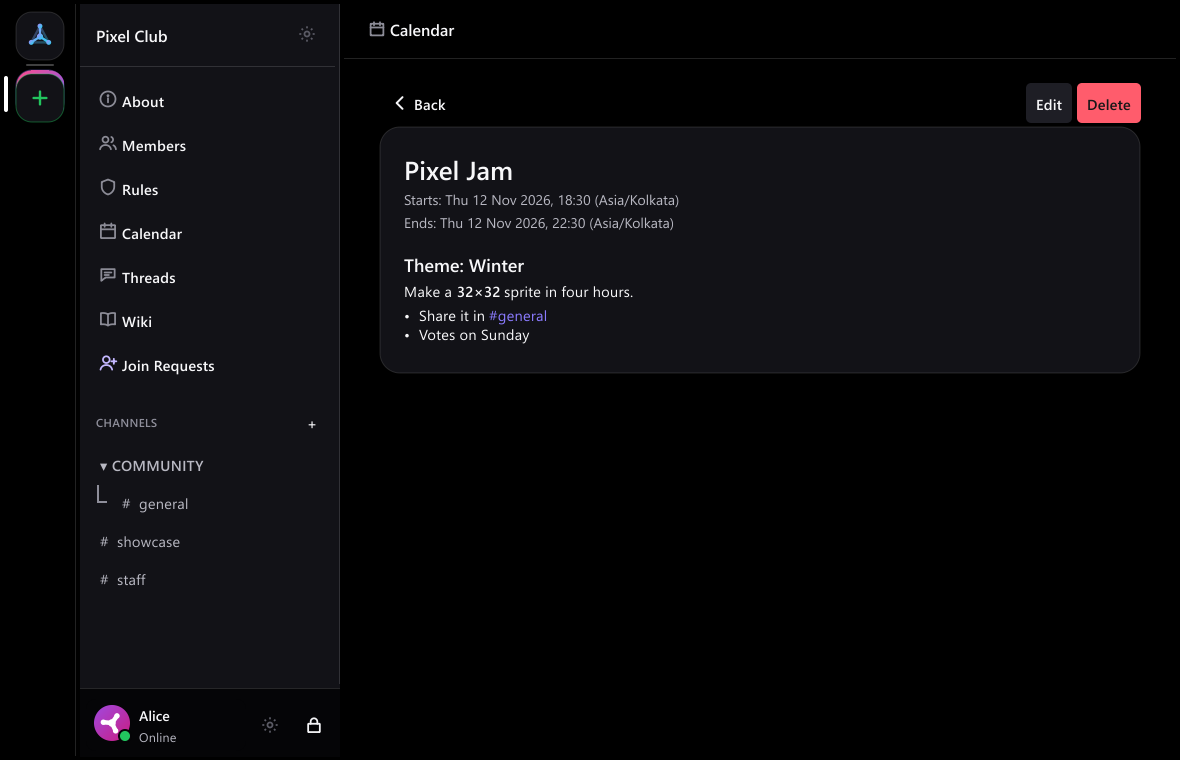 Pixel Club
+
About
Members
Rules
Calendar
Threads
Wiki
Join Requests
CHANNELS +
▾ COMMUNITY
# general
# showcase
# staff
Alice
Online
Calendar
Back
Edit
Delete
Pixel Jam
Starts: Thu 12 Nov 2026, 18:30 (Asia/Kolkata)
Ends: Thu 12 Nov 2026, 22:30 (Asia/Kolkata)
Theme: Winter
Make a 32×32 sprite in four hours.
• Share it in #general
• Votes on Sunday